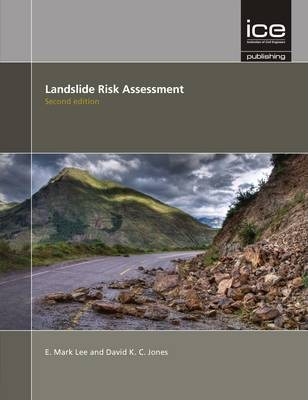 ice
Institution of Civil Engineers
publishing
Landslide Risk Assessment
Second edition
E. Mark Lee and David K. C. Jones